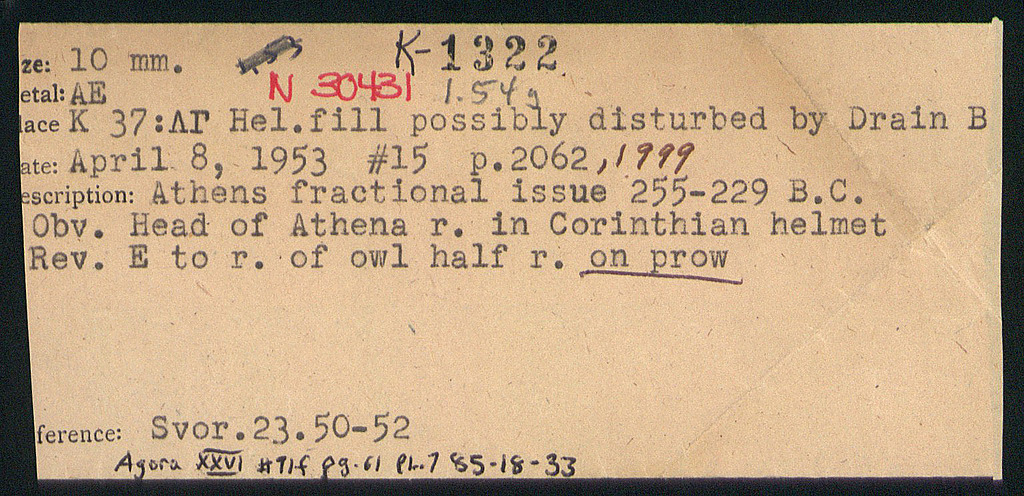 ze: 10 mm. K-1322
N 30431 1.54g
etal: AE
lace K 37:ΔΓ Hel.fill possibly disturbed by Drain B
ate: April 8, 1953 #15 p.2062, 1999
escription: Athens fractional issue 255-229 B.C.
Obv. Head of Athena r. in Corinthian helmet
Rev. E to r. of owl half r. on prow
ference: Svor.23.50-52
Agora XXVI #71f pg.61 PL.7 85-18-33